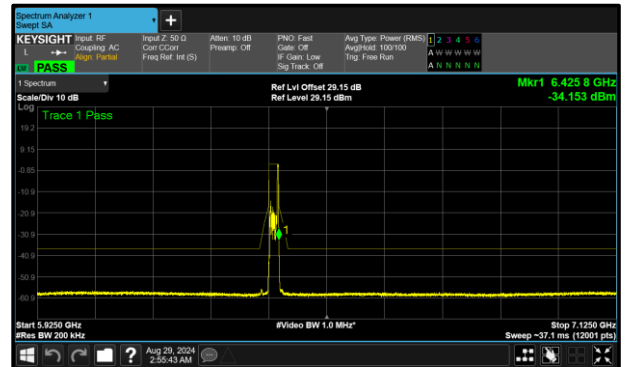 Spectrum Analyzer 1
Swept SA
+
KEYSIGHT
L
LW PASS
Input: RF
Coupling: AC
Align: Partial
Input Z: 50 Ω
Corr CCorr
Freq Ref: Int (S)
Atten: 10 dB
Preamp: Off
PNO: Fast
Gate: Off
IF Gain: Low
Sig Track: Off
Avg Type: Power (RMS)
Avg|Hold: 100/100
Trig: Free Run
1 2 3 4 5 6
A W W W W W
A N N N N N
1 Spectrum
Scale/Div 10 dB
Ref Lvl Offset 29.15 dB
Ref Level 29.15 dBm
Mkr1 6.425 8 GHz
-34.153 dBm
Log
Trace 1 Pass
19.2
9.15
-0.85
-10.9
-20.9
-30.9
-40.9
-50.9
-60.9
1
Start 5.9250 GHz
#Res BW 200 kHz
#Video BW 1.0 MHz*
Stop 7.1250 GHz
Sweep ~37.1 ms (12001 pts)
?
Aug 29, 2024
2:55:43 AM